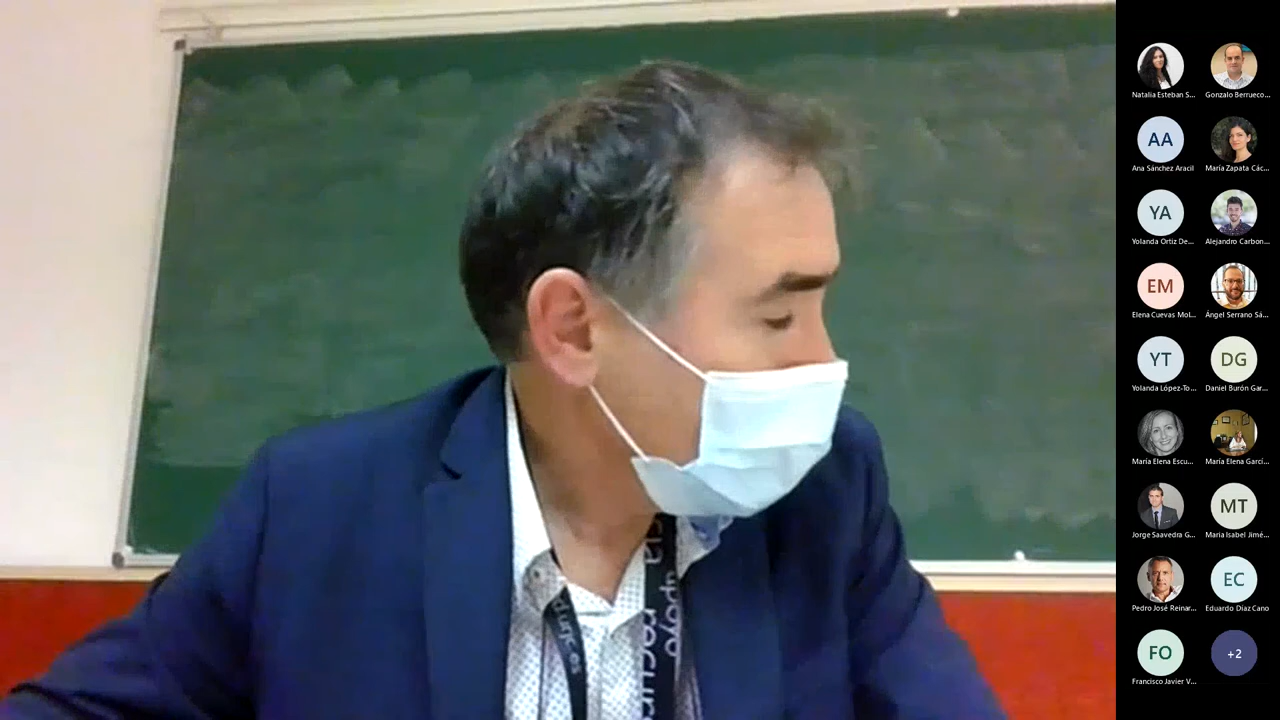 Natalia Esteban S...
Gonzalo Berrueco...
AA
Ana Sánchez Aracil
María Zapata Các...
YA
Yolanda Ortiz De...
Alejandro Carbon...
EM
Elena Cuevas Mol...
Ángel Serrano Sá...
YT
Yolanda López-To...
DG
Daniel Burón Gar...
María Elena Escu...
María Elena Garcí...
Jorge Saavedra G...
MT
Maria Isabel Jimé...
Pedro José Reinar...
EC
Eduardo Díaz Cano
FO
Francisco Javier V...
+2
apoyo